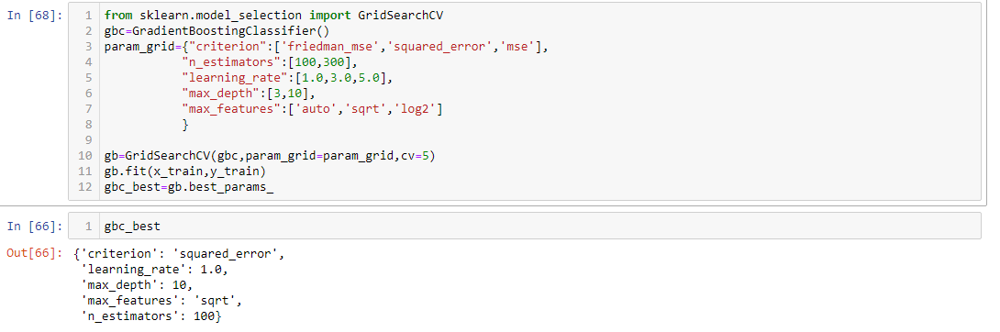 In [68]:
1 from sklearn.model_selection import GridSearchCV
2 gbc=GradientBoostingClassifier()
3 param_grid={"criterion":['friedman_mse','squared_error','mse'],
4             "n_estimators":[100,300],
5             "learning_rate":[1.0,3.0,5.0],
6             "max_depth":[3,10],
7             "max_features":['auto','sqrt','log2']
8             }
9
10 gb=GridSearchCV(gbc,param_grid=param_grid,cv=5)
11 gb.fit(x_train,y_train)
12 gbc_best=gb.best_params_
In [66]:
1 gbc_best
Out[66]: {'criterion': 'squared_error',
 'learning_rate': 1.0,
 'max_depth': 10,
 'max_features': 'sqrt',
 'n_estimators': 100}